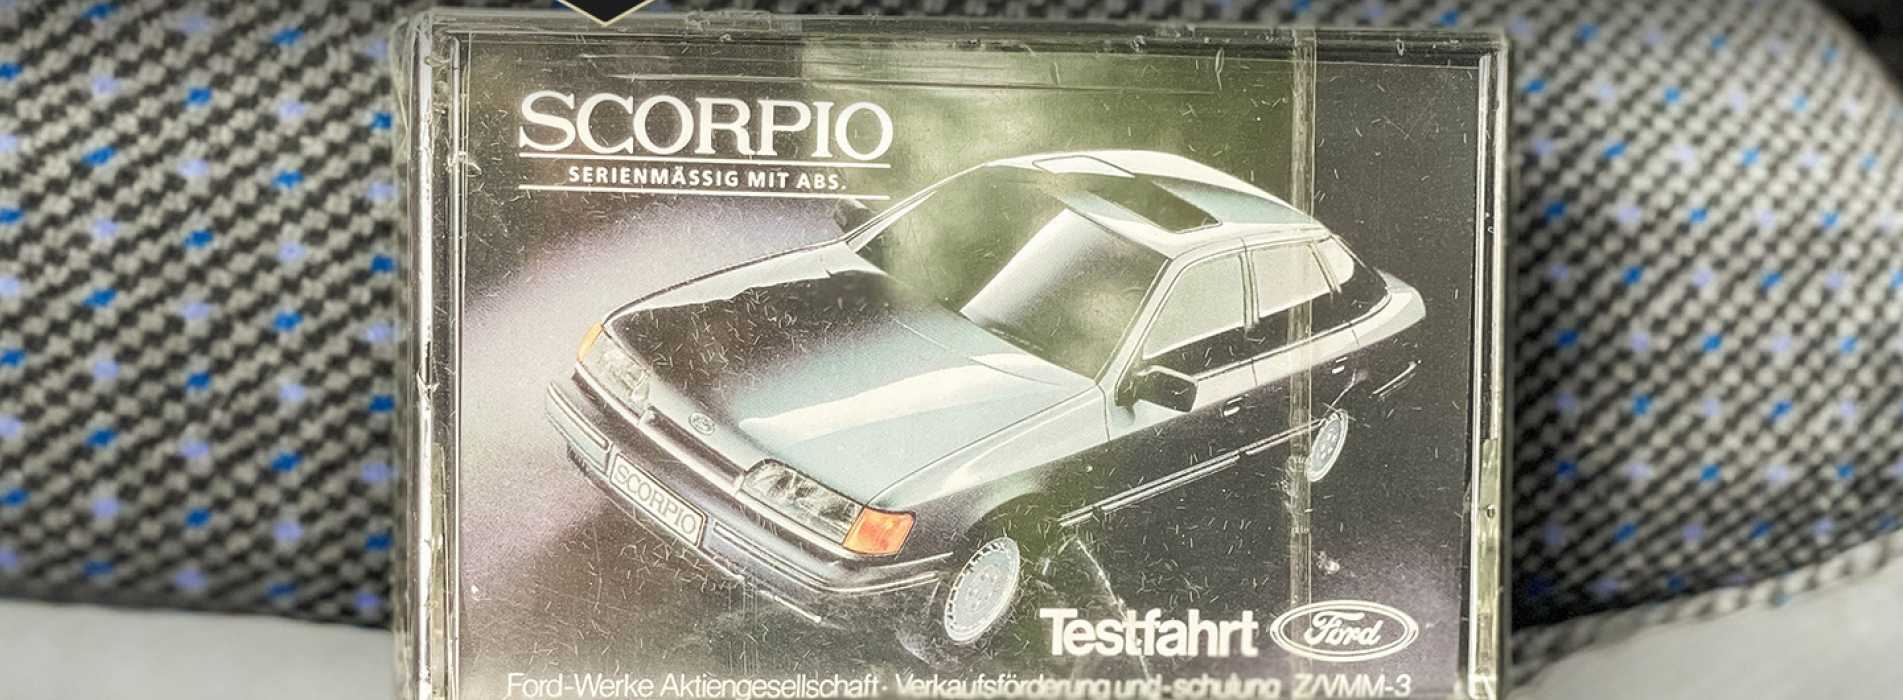 SCORPIO
SERIENMÄSSIG MIT ABS.
SCORPIO
Testfahrt Ford
Ford-Werke Aktiengesellschaft · Verkaufsförderung und -schulung Z/VMM-3